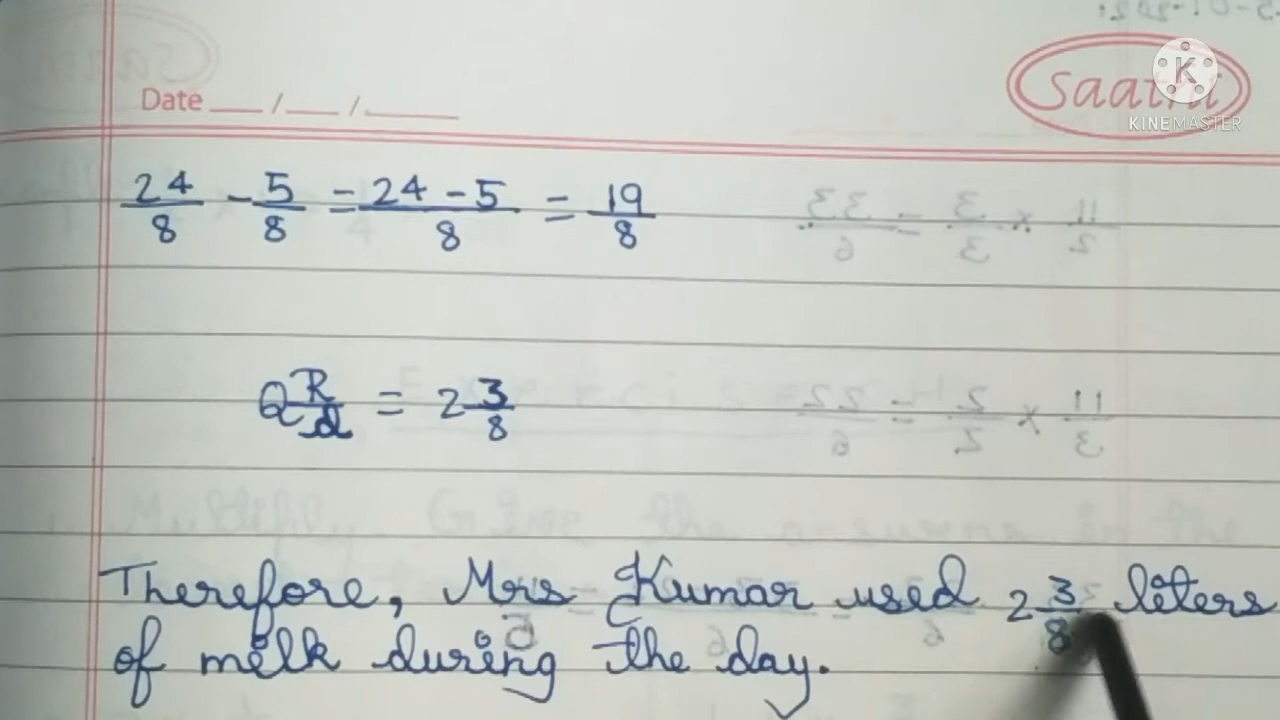 Date ___/___/_____
Saathi
K
KINEMASTER
24/8 - 5/8 = 24 - 5/8 = 19/8
Q R/d = 2 3/8
Therefore, Mrs Kumar used 2 3/8 liters
of milk during the day.